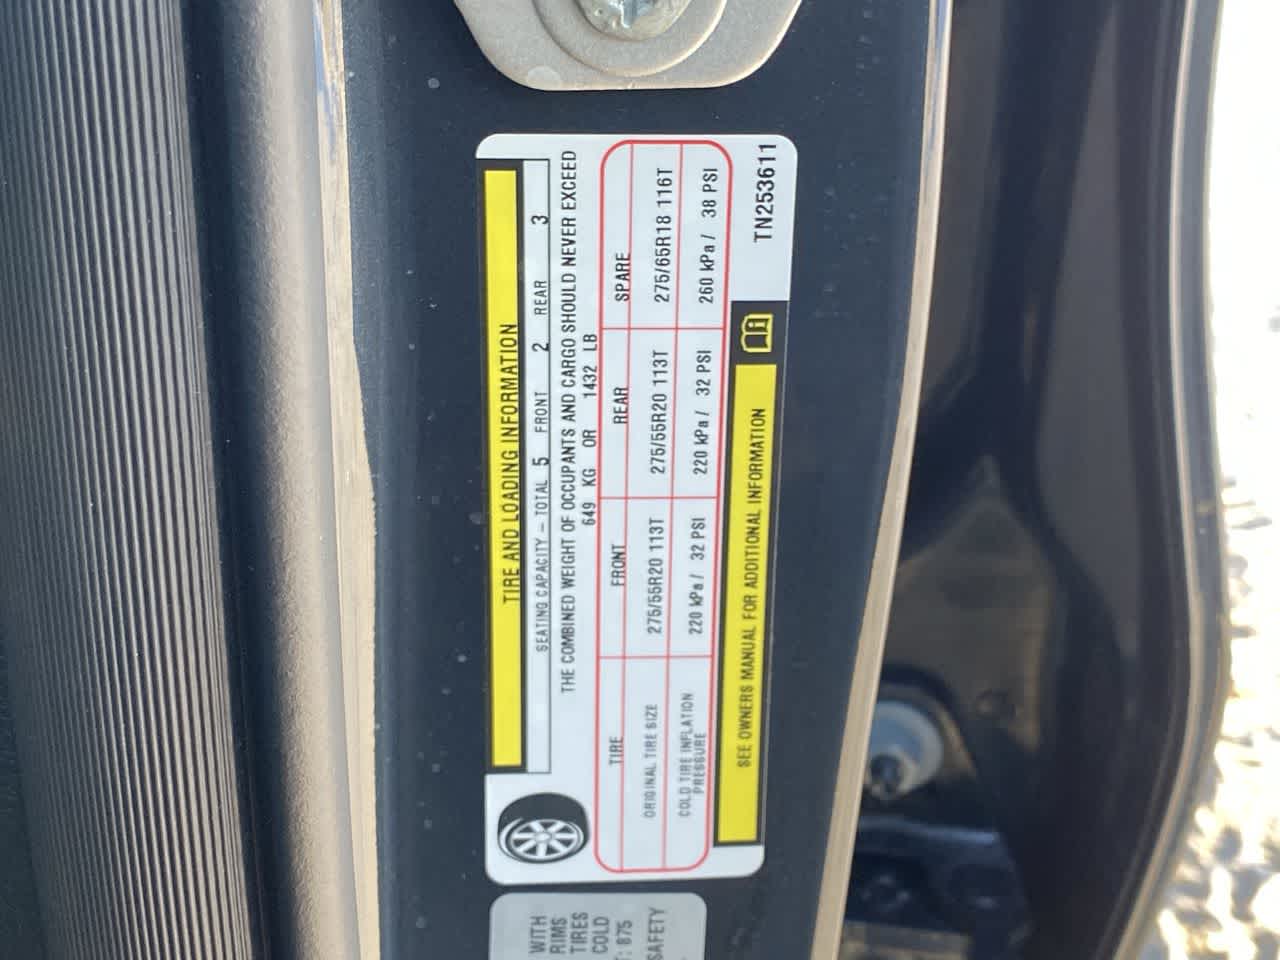 TIRE AND LOADING INFORMATION
SEATING CAPACITY – TOTAL 5 FRONT 2 REAR 3
THE COMBINED WEIGHT OF OCCUPANTS AND CARGO SHOULD NEVER EXCEED
649 KG OR 1432 LB
TIRE FRONT REAR SPARE
ORIGINAL TIRE SIZE 275/55R20 113T 275/55R20 113T 275/65R18 116T
COLD TIRE INFLATION PRESSURE 220 kPa / 32 PSI 220 kPa / 32 PSI 260 kPa / 38 PSI
SEE OWNERS MANUAL FOR ADDITIONAL INFORMATION
TN253611
WITH
RIMS
TIRES
COLD
: 875
SAFETY